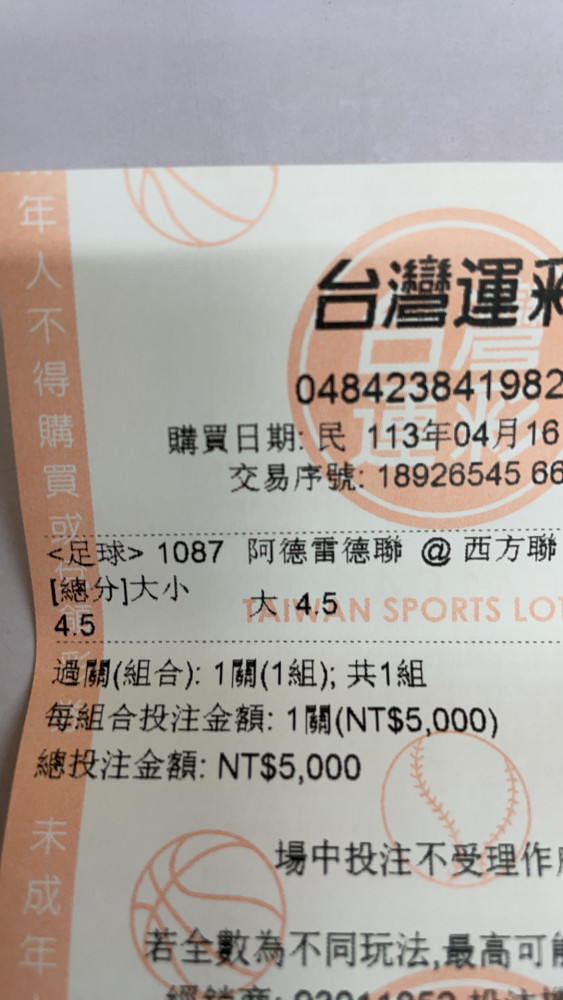 年人不得購買或
台灣運彩
048423841982
購買日期: 民 113年04月16
交易序號: 18926545 66
<足球> 1087 阿德雷德聯 @ 西方聯
[總分]大小 大 4.5
4.5
TAIWAN SPORTS LOT
過關(組合): 1關(1組); 共1組
每組合投注金額: 1關(NT$5,000)
總投注金額: NT$5,000
未成年人
場中投注不受理作
若全數為不同玩法,最高可